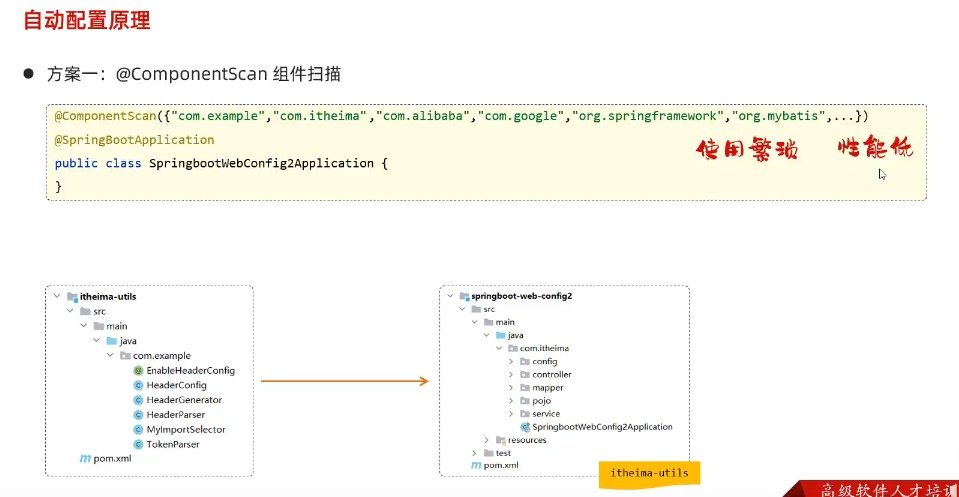 自动配置原理
方案一：@ComponentScan 组件扫描
@ComponentScan({"com.example","com.itheima","com.alibaba","com.google","org.springframework","org.mybatis",...})
@SpringBootApplication
public class SpringbootWebConfig2Application {
}
使用繁琐 性能低
itheima-utils
src
main
java
com.example
EnableHeaderConfig
HeaderConfig
HeaderGenerator
HeaderParser
MyImportSelector
TokenParser
pom.xml
springboot-web-config2
src
main
java
com.itheima
config
controller
mapper
pojo
service
SpringbootWebConfig2Application
resources
test
pom.xml
itheima-utils
高级软件人才培训